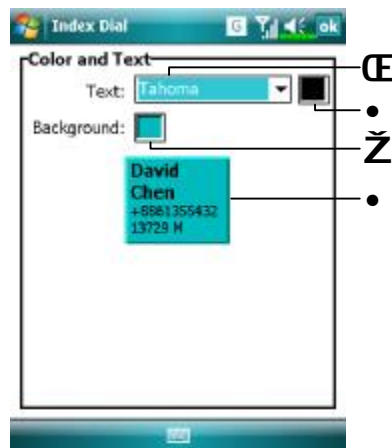 Index Dial G ok
Color and Text
Text: Tahoma
Œ
•
Background:
Ž
David
Chen
+8861355432
13729 M
•